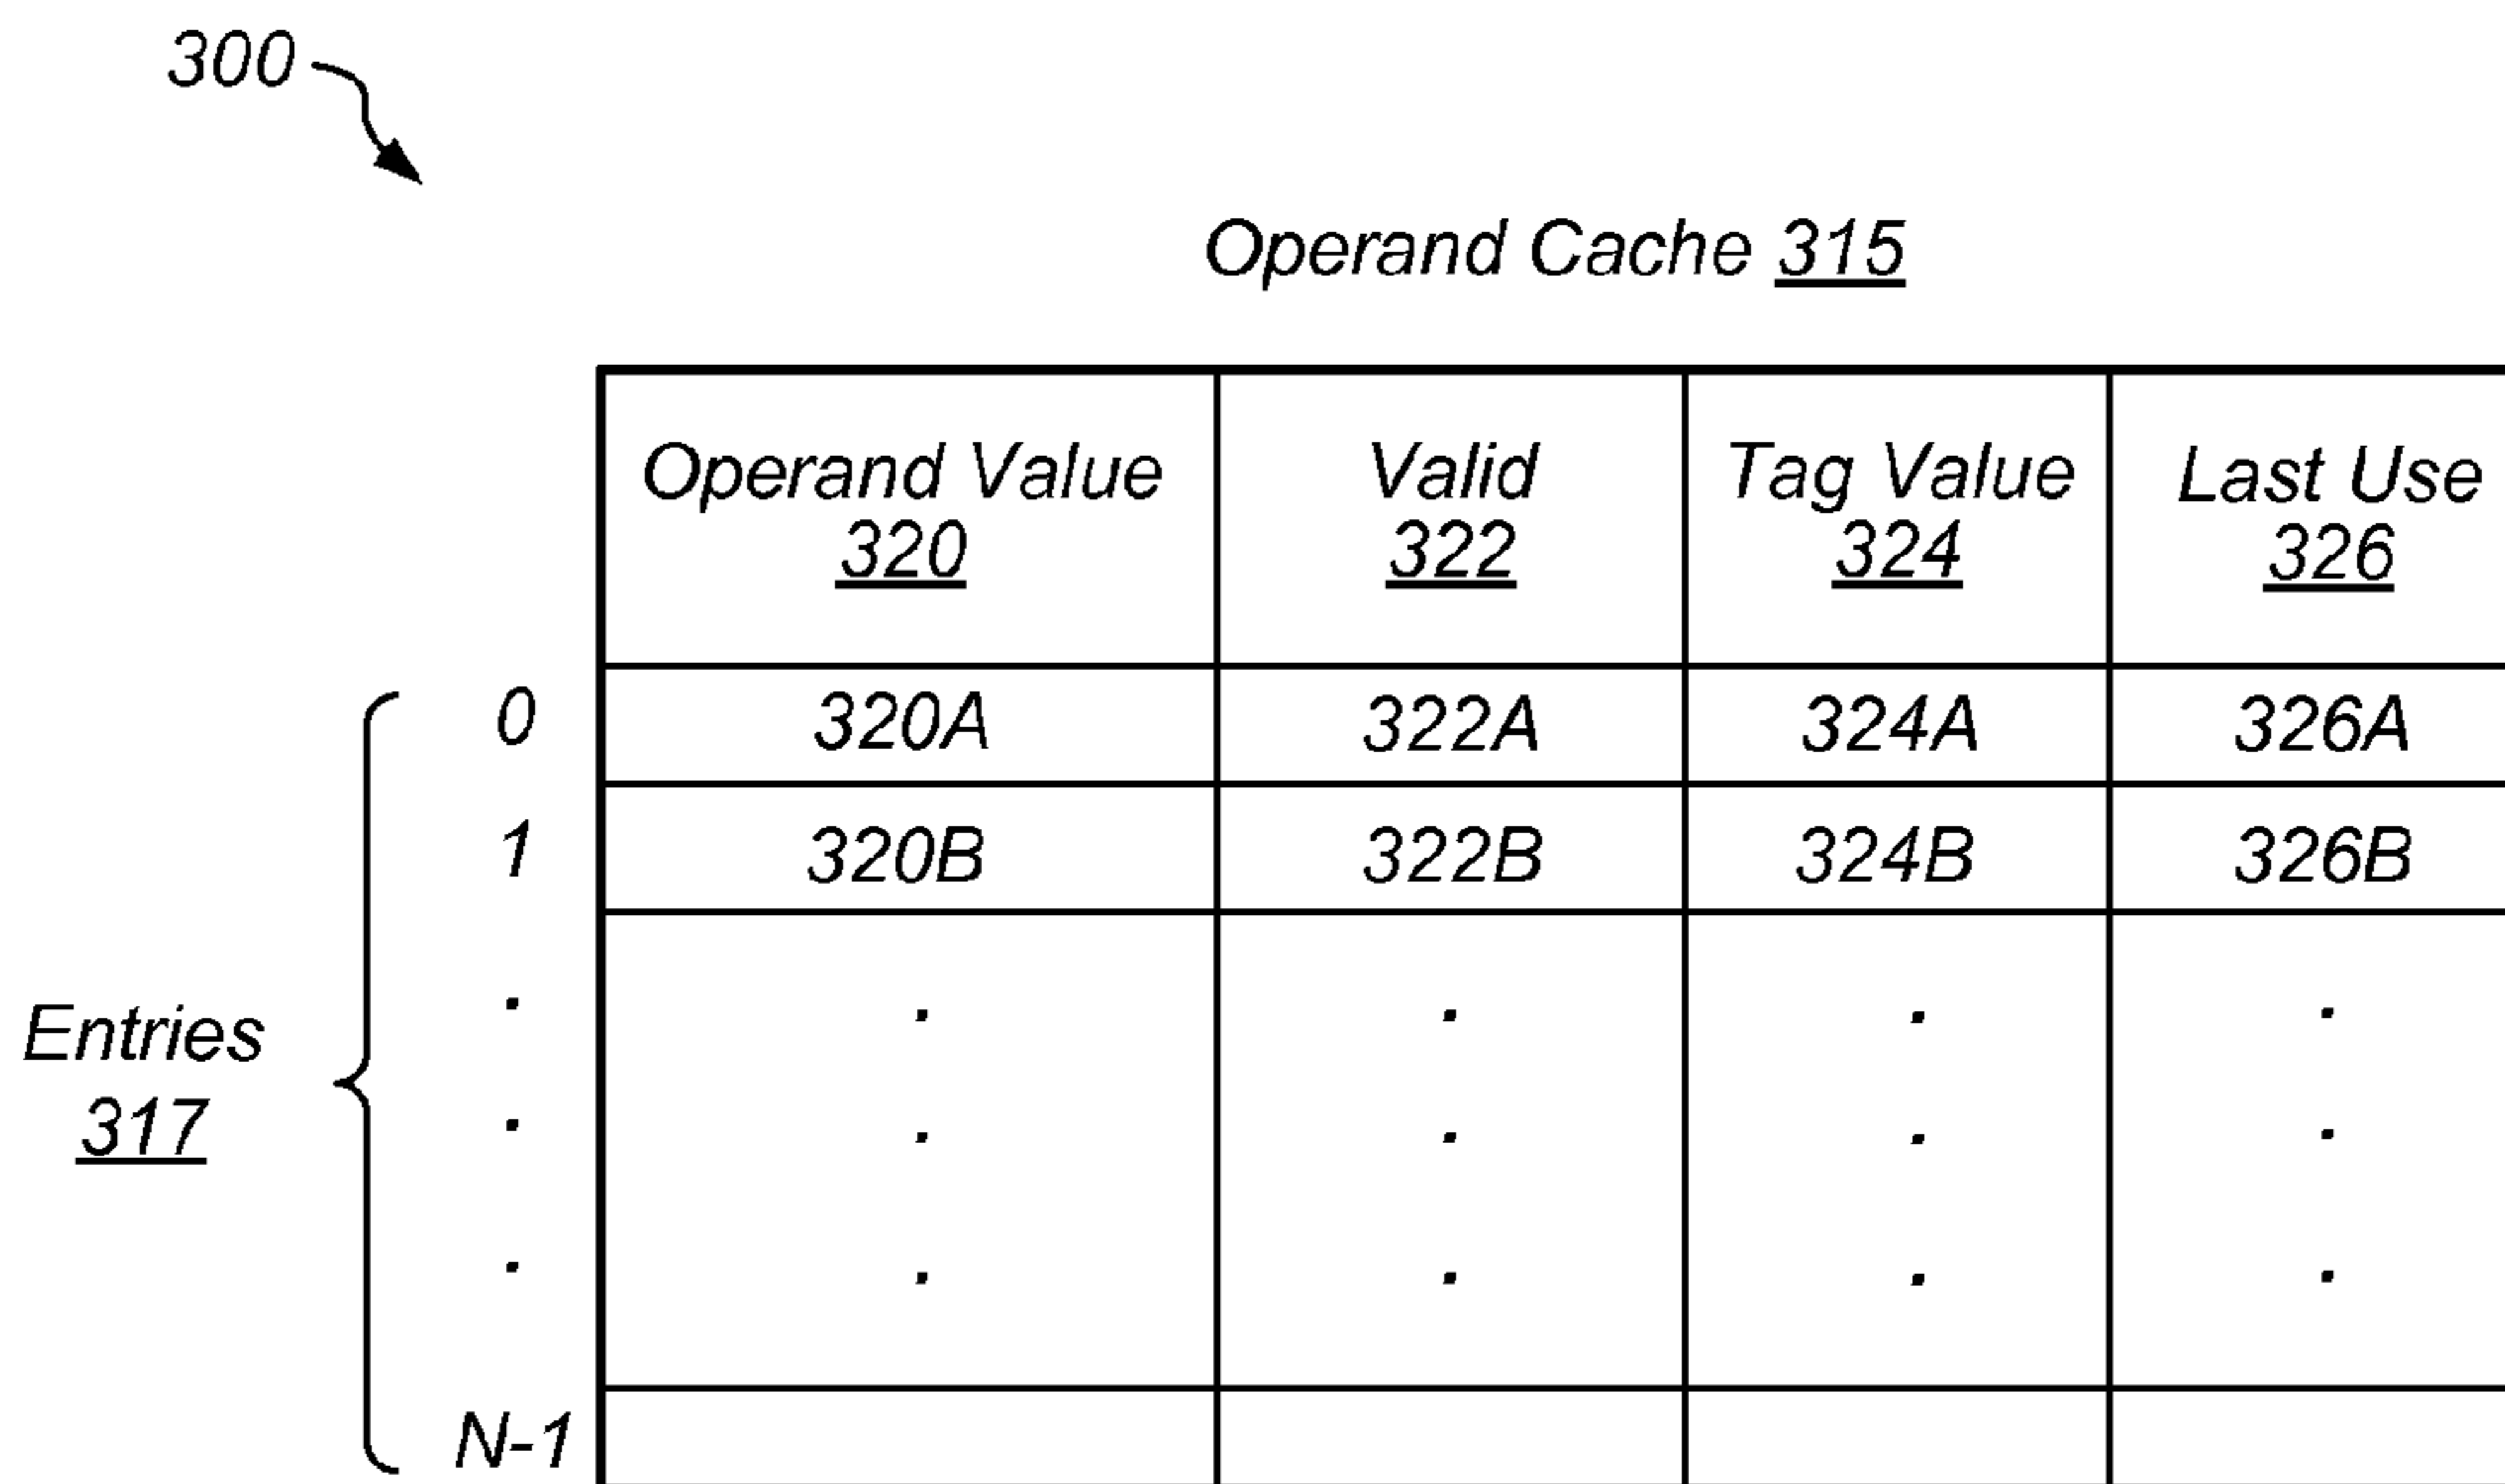 300
Operand Cache 315
Operand Value
320
Valid
322
Tag Value
324
Last Use
326
0 320A 322A 324A 326A
1 320B 322B 324B 326B
Entries
317
N-1